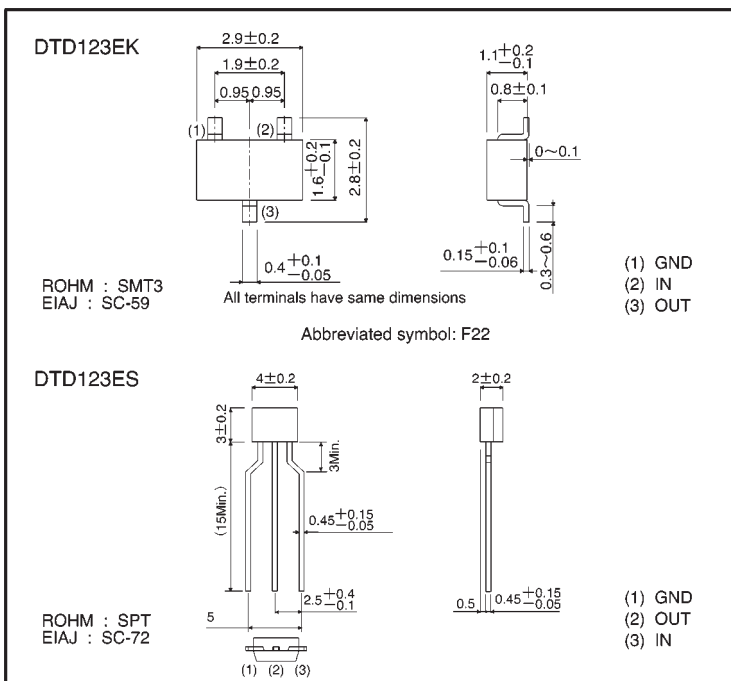 DTD123EK
2.9±0.2
1.9±0.2
0.95 0.95
(1)
(2)
(3)
1.6+0.2−0.1
2.8±0.2
0.4+0.1−0.05
1.1+0.2−0.1
0.8±0.1
0~0.1
0.15+0.1−0.06
0.3~0.6
ROHM : SMT3
EIAJ : SC-59
All terminals have same dimensions
Abbreviated symbol: F22
(1) GND
(2) IN
(3) OUT
DTD123ES
4±0.2
2±0.2
3±0.2
(15Min.)
3Min.
0.45+0.15−0.05
2.5+0.4−0.1
5
0.5
0.45+0.15−0.05
(1) (2) (3)
ROHM : SPT
EIAJ : SC-72
(1) GND
(2) OUT
(3) IN